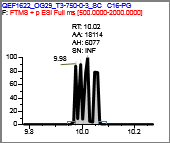 QEF1622_OG29_T3-750-0-3_SC C16-PG
F: FTMS + p ESI Full ms [500.0000-2000.0000]
RT: 10.02
AA: 18114
AH: 6077
SN: INF
9.98
100
80
60
40
20
0
9.8 10.0 10.2